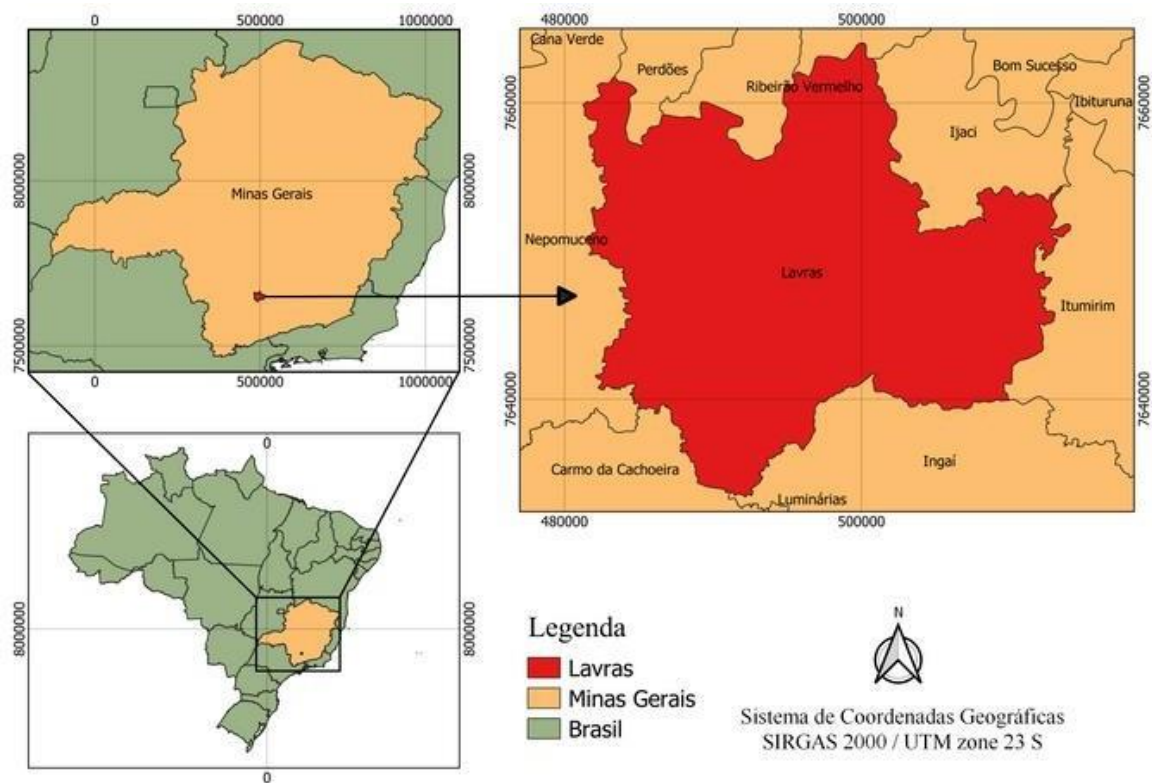 0
500000
1000000
8000000
8000000
Minas Gerais
7500000
7500000
0
500000
1000000
480000
500000
Cana Verde
Perdões
Bom Sucesso
Ribeirão Vermelho
Ibituruna
7660000
7660000
Ijaci
Nepomuceno
Lavras
Itumirim
7640000
7640000
Carmo da Cachoeira
Ingaí
Luminárias
480000
500000
0
8000000
8000000
0
Legenda
Lavras
Minas Gerais
Brasil
N
Sistema de Coordenadas Geográficas
SIRGAS 2000 / UTM zone 23 S